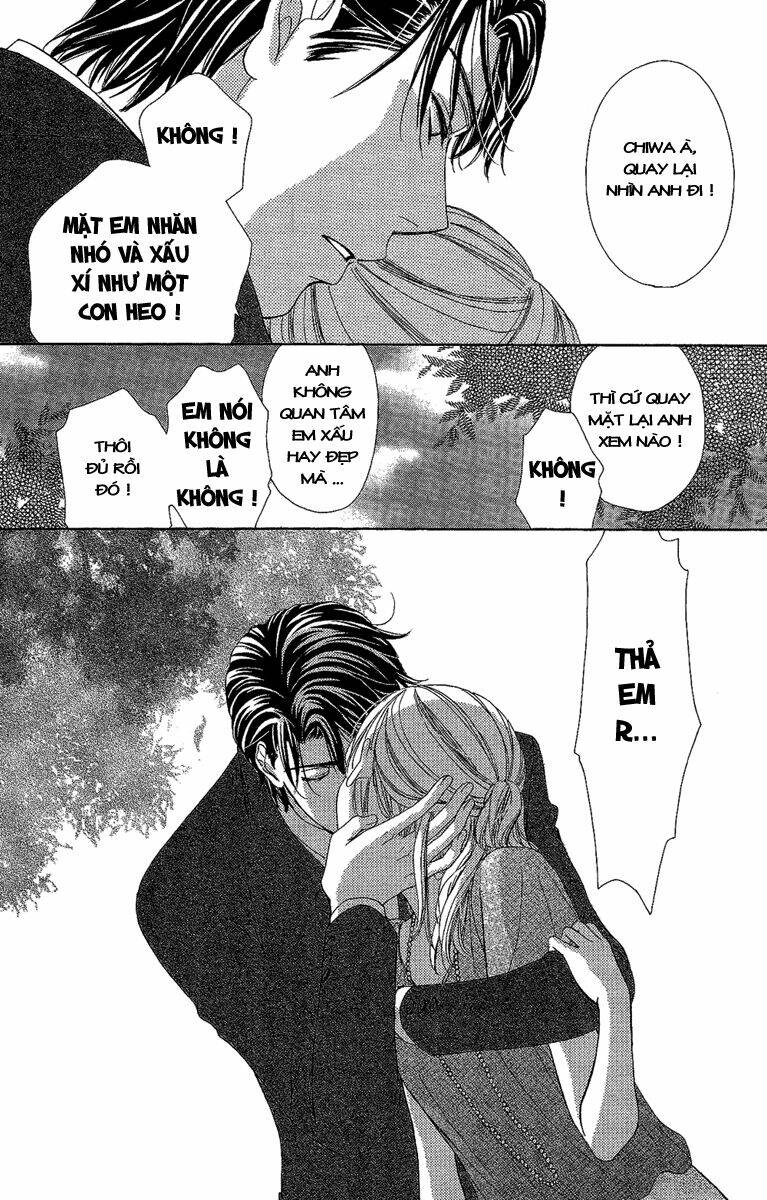 CHIWA À,
QUAY LẠI
NHÌN ANH ĐI !
KHÔNG !
MẶT EM NHĂN
NHÓ VÀ XẤU
XÍ NHƯ MỘT
CON HEO !
THÌ CỨ QUAY
MẶT LẠI ANH
XEM NÀO !
KHÔNG
!
ANH
KHÔNG
QUAN TÂM
EM XẤU
HAY ĐẸP
MÀ ...
EM NÓI
KHÔNG
LÀ
KHÔNG !
THÔI
ĐỦ RỒI
ĐÓ !
THẢ
EM
R...